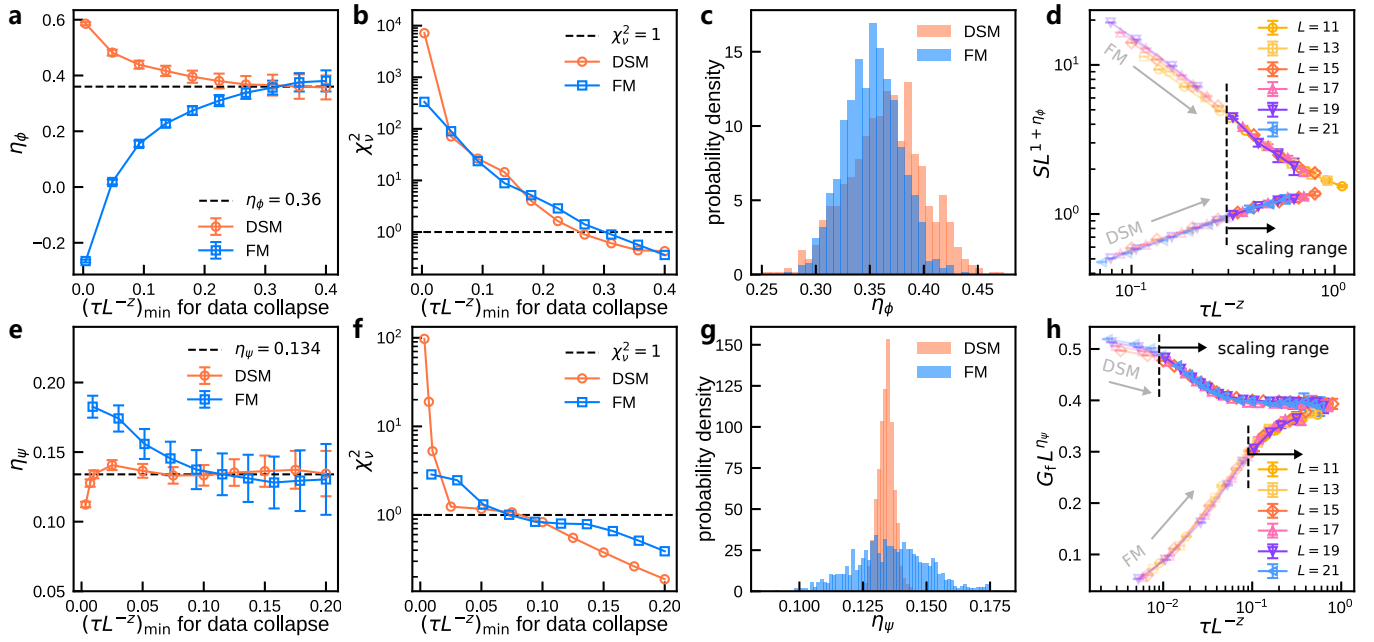 a
0.6
0.4
0.2
0.0
−0.2
η_ϕ
η_ϕ = 0.36
DSM
FM
0.0 0.1 0.2 0.3 0.4
(τL^{−z})_min for data collapse
b
10^4
10^3
10^2
10^1
10^0
χ_ν^2
χ_ν^2 = 1
DSM
FM
0.0 0.1 0.2 0.3 0.4
(τL^{−z})_min for data collapse
c
15
10
5
0
probability density
DSM
FM
0.25 0.30 0.35 0.40 0.45
η_ϕ
d
10^1
10^0
SL^{1 + η_ϕ}
FM
DSM
scaling range
L = 11
L = 13
L = 15
L = 17
L = 19
L = 21
10^{−1} 10^0
τL^{−z}
e
0.20
0.15
0.10
0.05
η_ψ
η_ψ = 0.134
DSM
FM
0.00 0.05 0.10 0.15 0.20
(τL^{−z})_min for data collapse
f
10^2
10^1
10^0
χ_ν^2
χ_ν^2 = 1
DSM
FM
0.00 0.05 0.10 0.15 0.20
(τL^{−z})_min for data collapse
g
150
125
100
75
50
25
0
probability density
DSM
FM
0.100 0.125 0.150 0.175
η_ψ
h
0.5
0.4
0.3
0.2
0.1
G_f L^{η_ψ}
DSM
FM
scaling range
L = 11
L = 13
L = 15
L = 17
L = 19
L = 21
10^{−2} 10^{−1} 10^0
τL^{−z}